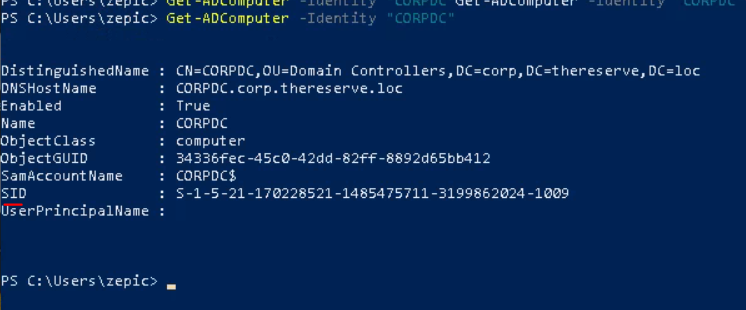 PS C:\Users\zepic> Get-ADComputer -Identity "CORPDC" Get-ADComputer -Identity "CORPDC"
PS C:\Users\zepic> Get-ADComputer -Identity "CORPDC"
DistinguishedName : CN=CORPDC,OU=Domain Controllers,DC=corp,DC=thereserve,DC=loc
DNSHostName : CORPDC.corp.thereserve.loc
Enabled : True
Name : CORPDC
ObjectClass : computer
ObjectGUID : 34336fec-45c0-42dd-82ff-8892d65bb412
SamAccountName : CORPDC$
SID : S-1-5-21-170228521-1485475711-3199862024-1009
UserPrincipalName :
PS C:\Users\zepic>